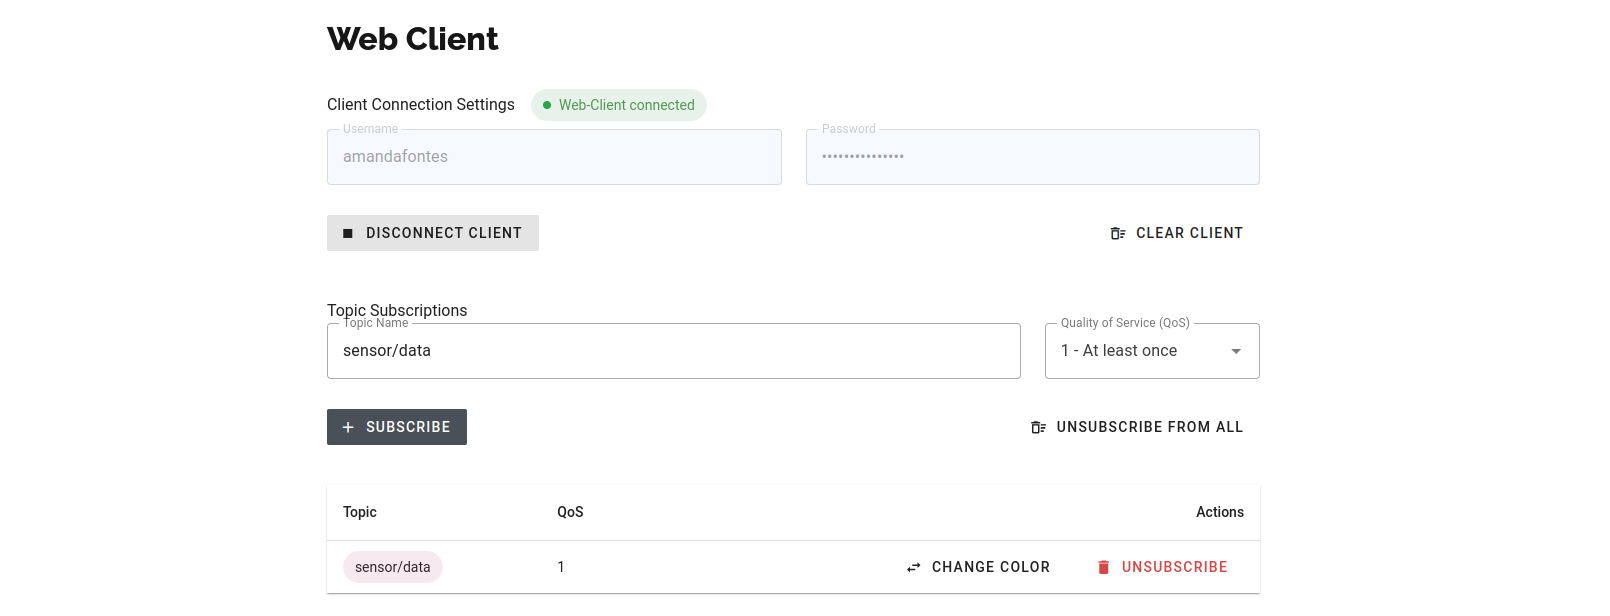 Web Client
Client Connection Settings Web-Client connected
Username Password
amandafontes •••••••••••••••
DISCONNECT CLIENT CLEAR CLIENT
Topic Subscriptions
Topic Name Quality of Service (QoS)
sensor/data 1 - At least once
+ SUBSCRIBE UNSUBSCRIBE FROM ALL
Topic QoS Actions
sensor/data 1 CHANGE COLOR UNSUBSCRIBE